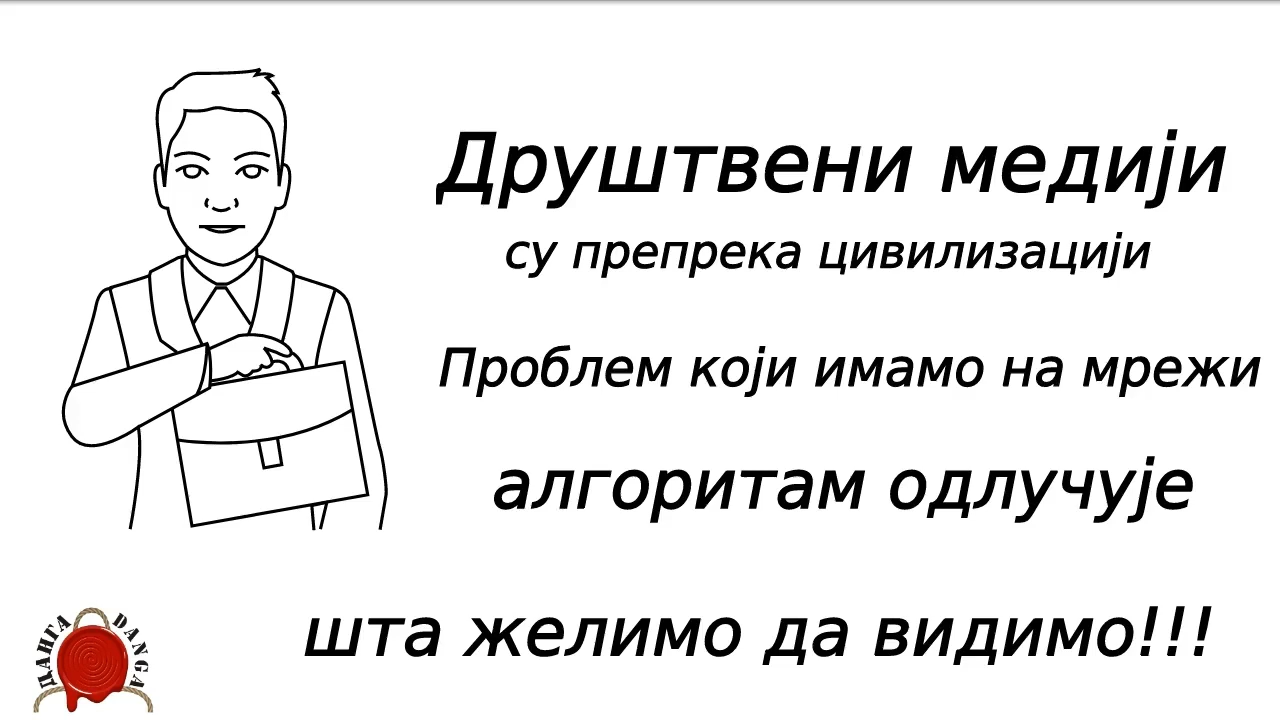 Друштвени медији
су препрека цивилизацији
Проблем који имамо на мрежи
алгоритам одлучује
шта желимо да видимо!!!
ДАНГА DANGA